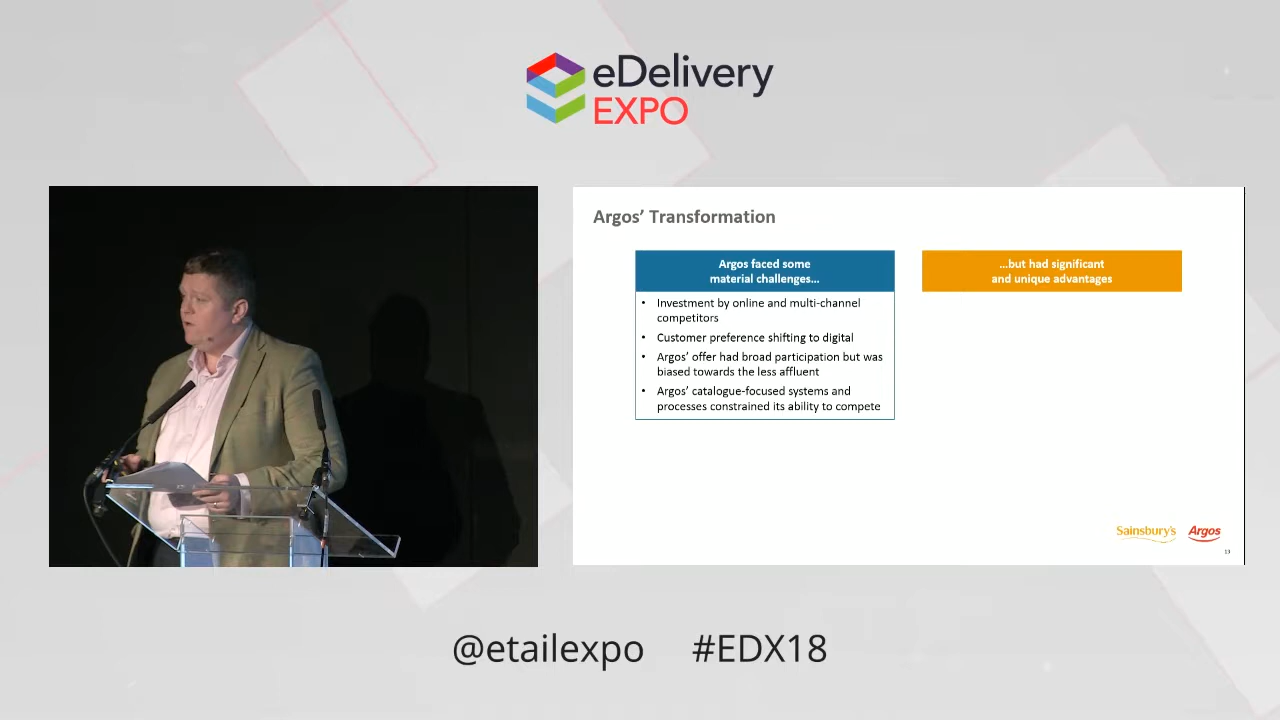 eDelivery
EXPO
Argos’ Transformation
Argos faced some
material challenges…
• Investment by online and multi-channel
competitors
• Customer preference shifting to digital
• Argos’ offer had broad participation but was
biased towards the less affluent
• Argos’ catalogue-focused systems and
processes constrained its ability to compete
…but had significant
and unique advantages
Sainsbury's
Argos
13
@etailexpo
#EDX18